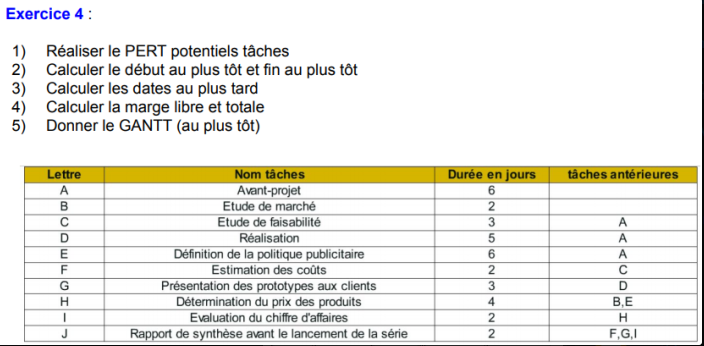 Exercice 4 :
1) Réaliser le PERT potentiels tâches
2) Calculer le début au plus tôt et fin au plus tôt
3) Calculer les dates au plus tard
4) Calculer la marge libre et totale
5) Donner le GANTT (au plus tôt)
Lettre Nom tâches Durée en jours tâches antérieures
A Avant-projet 6
B Etude de marché 2
C Etude de faisabilité 3 A
D Réalisation 5 A
E Définition de la politique publicitaire 6 A
F Estimation des coûts 2 C
G Présentation des prototypes aux clients 3 D
H Détermination du prix des produits 4 B,E
I Evaluation du chiffre d'affaires 2 H
J Rapport de synthèse avant le lancement de la série 2 F,G,I